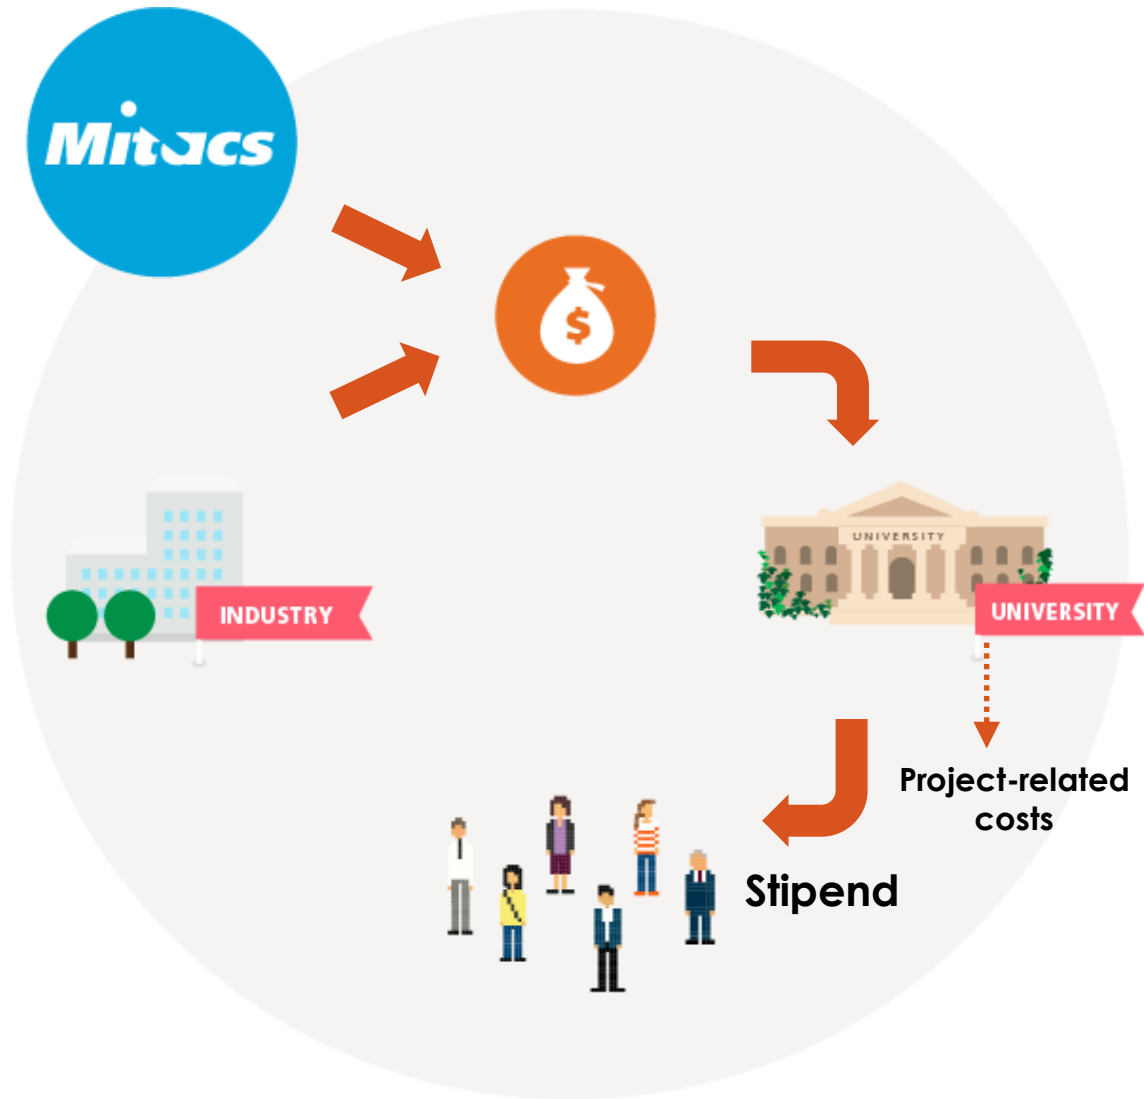 Mitacs
$
UNIVERSITY
INDUSTRY
UNIVERSITY
Project-related
costs
Stipend